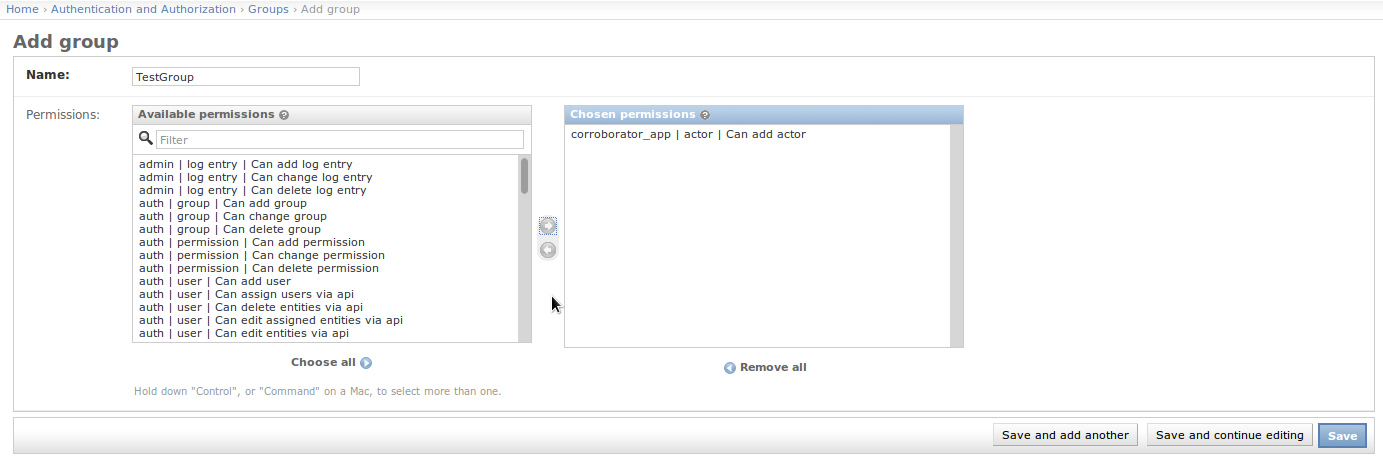 Home › Authentication and Authorization › Groups › Add group
Add group
Name: TestGroup
Permissions:
Available permissions ?
Filter
admin | log entry | Can add log entry
admin | log entry | Can change log entry
admin | log entry | Can delete log entry
auth | group | Can add group
auth | group | Can change group
auth | group | Can delete group
auth | permission | Can add permission
auth | permission | Can change permission
auth | permission | Can delete permission
auth | user | Can add user
auth | user | Can assign users via api
auth | user | Can delete entities via api
auth | user | Can edit assigned entities via api
auth | user | Can edit entities via api
Choose all
Chosen permissions ?
corroborator_app | actor | Can add actor
Remove all
Hold down "Control", or "Command" on a Mac, to select more than one.
Save and add another Save and continue editing Save